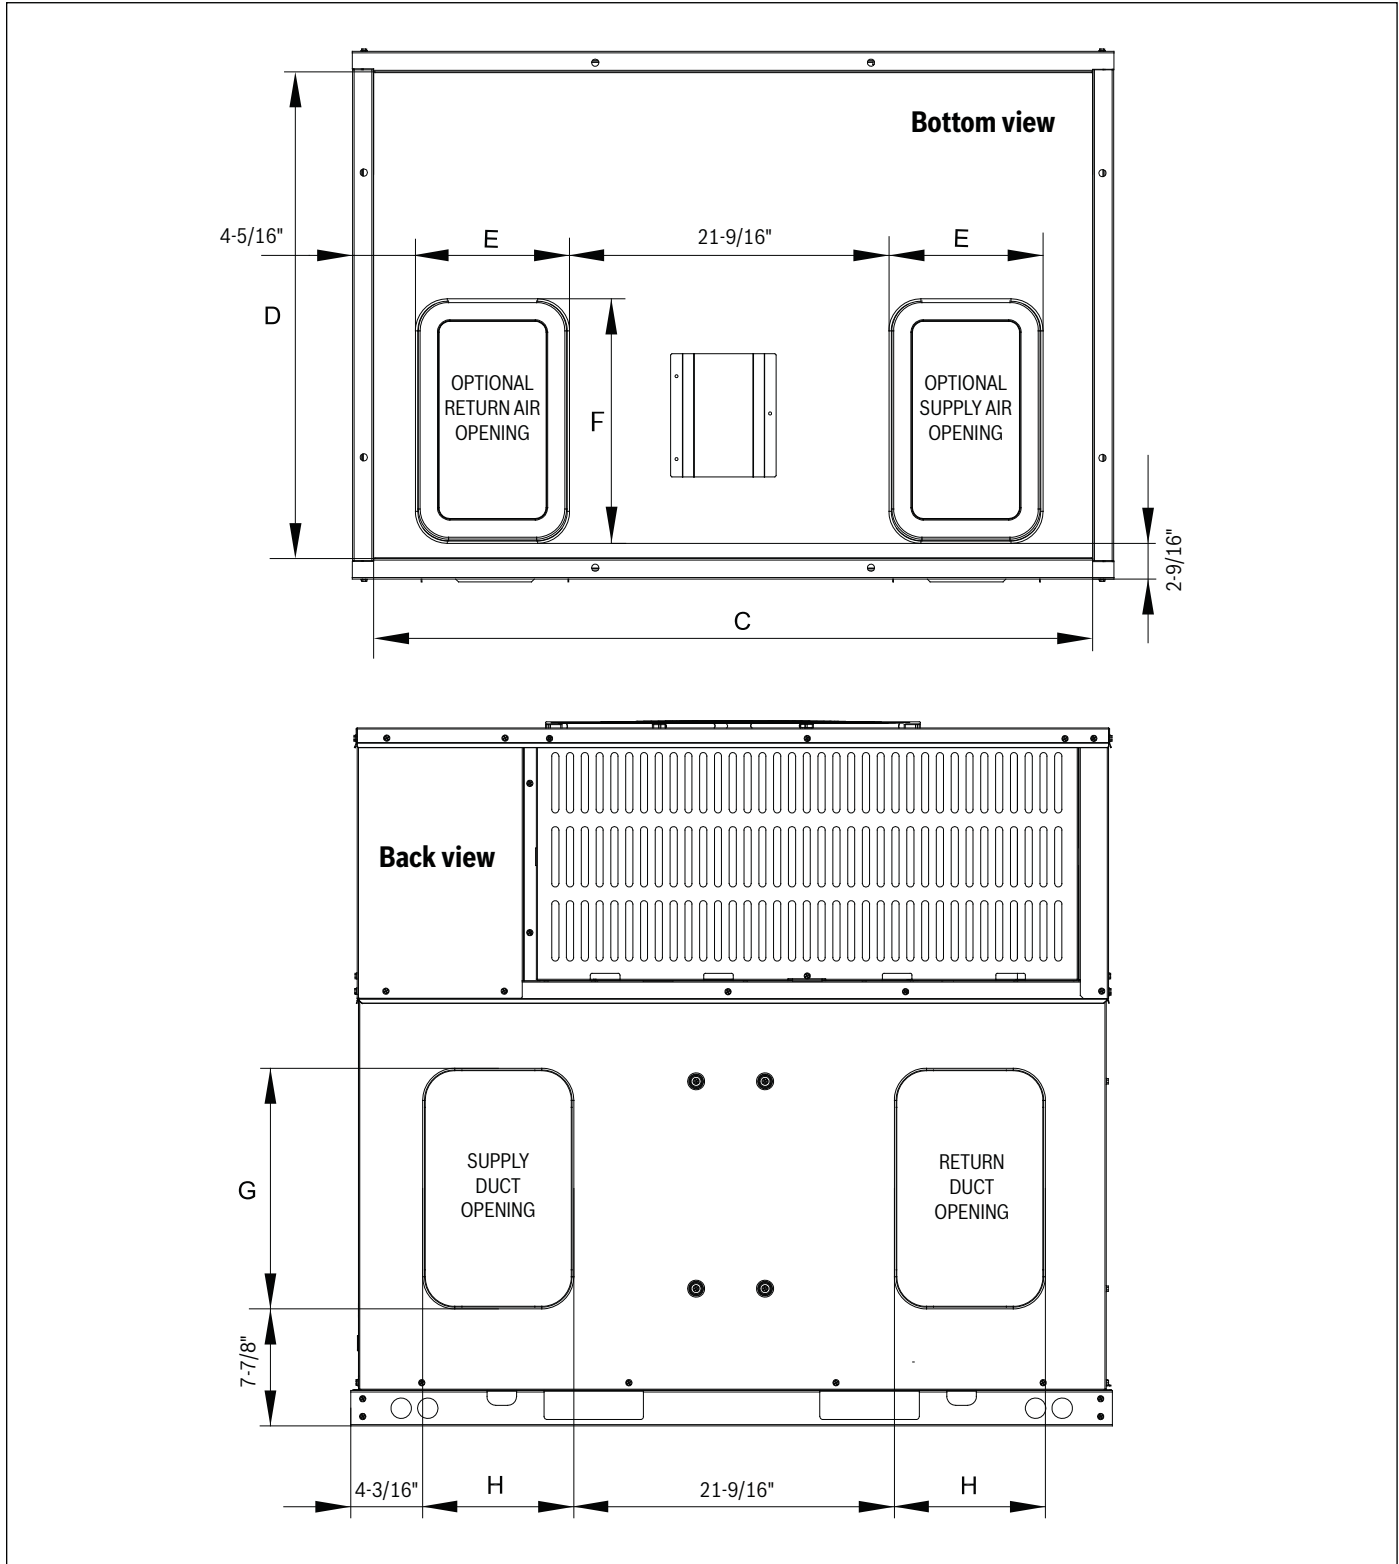 Bottom view
4-5/16"
E
21-9/16"
E
D
OPTIONAL
RETURN AIR
OPENING
F
OPTIONAL
SUPPLY AIR
OPENING
2-9/16"
C
Back view
SUPPLY
DUCT
OPENING
RETURN
DUCT
OPENING
G
7-7/8"
4-3/16"
H
21-9/16"
H